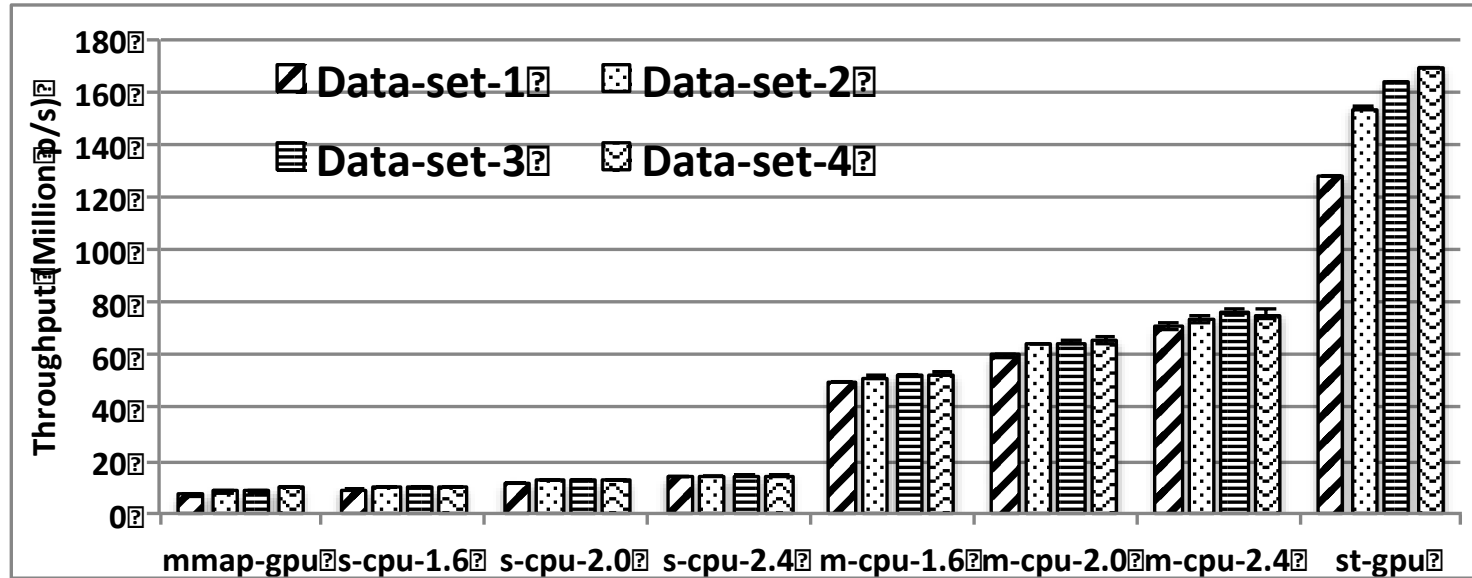 Throughput (Million p/s)
180
160
140
120
100
80
60
40
20
0
Data-set-1 Data-set-2
Data-set-3 Data-set-4
mmap-gpu s-cpu-1.6 s-cpu-2.0 s-cpu-2.4 m-cpu-1.6 m-cpu-2.0 m-cpu-2.4 st-gpu